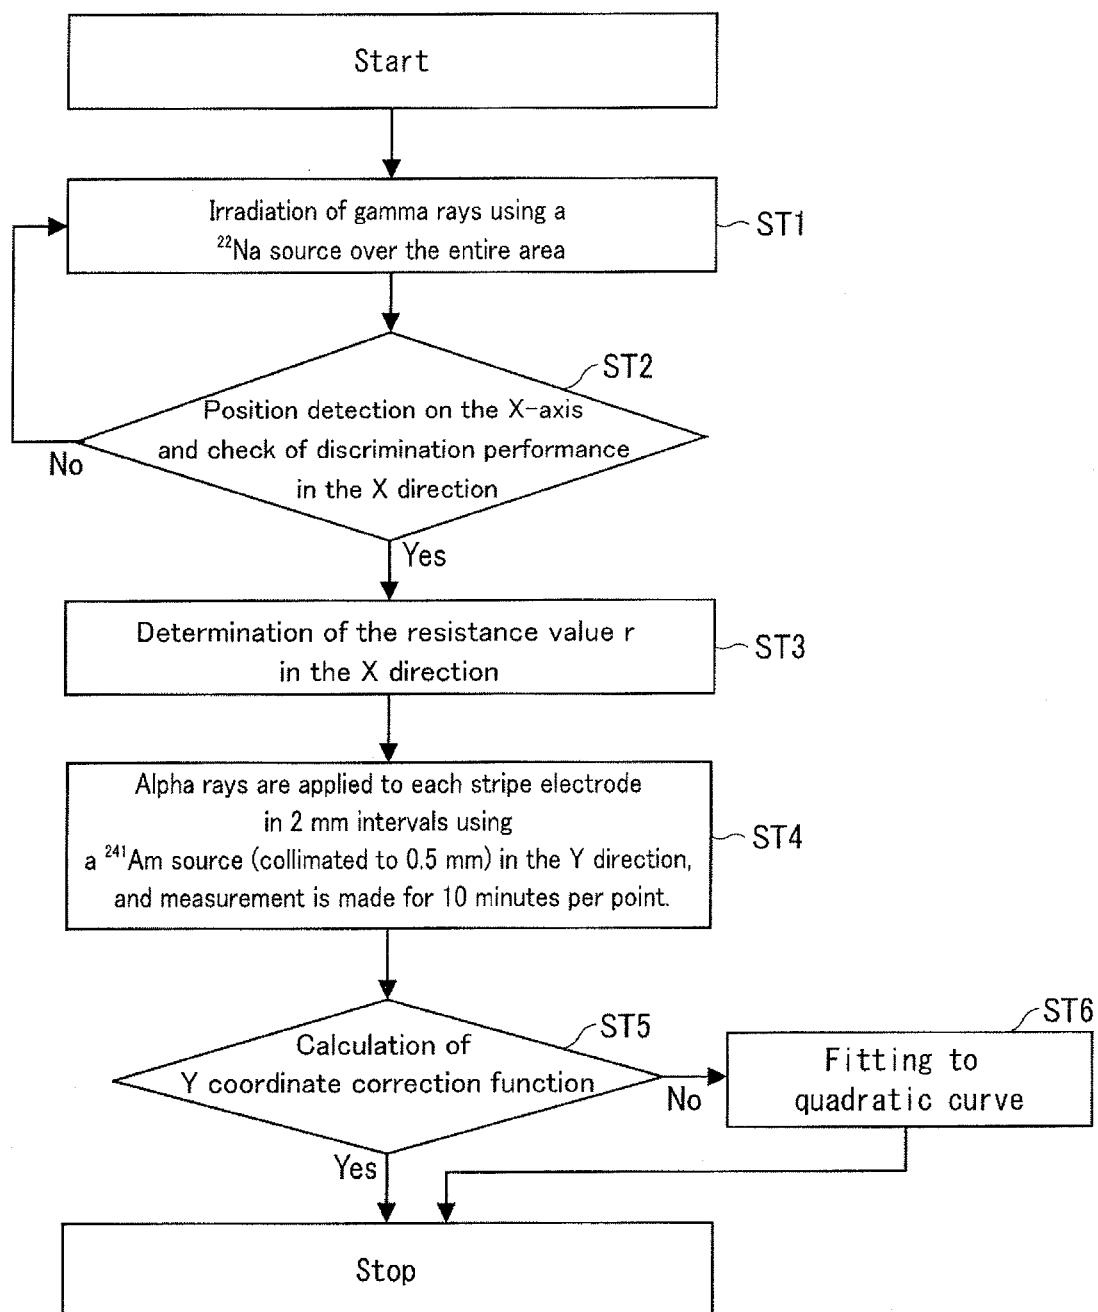 Start
Irradiation of gamma rays using a
²²Na source over the entire area
ST1
ST2
Position detection on the X-axis
and check of discrimination performance
in the X direction
No
Yes
Determination of the resistance value r
in the X direction
ST3
Alpha rays are applied to each stripe electrode
in 2 mm intervals using
a ²⁴¹Am source (collimated to 0.5 mm) in the Y direction,
and measurement is made for 10 minutes per point.
ST4
ST5
Calculation of
Y coordinate correction function
No
Yes
ST6
Fitting to
quadratic curve
Stop